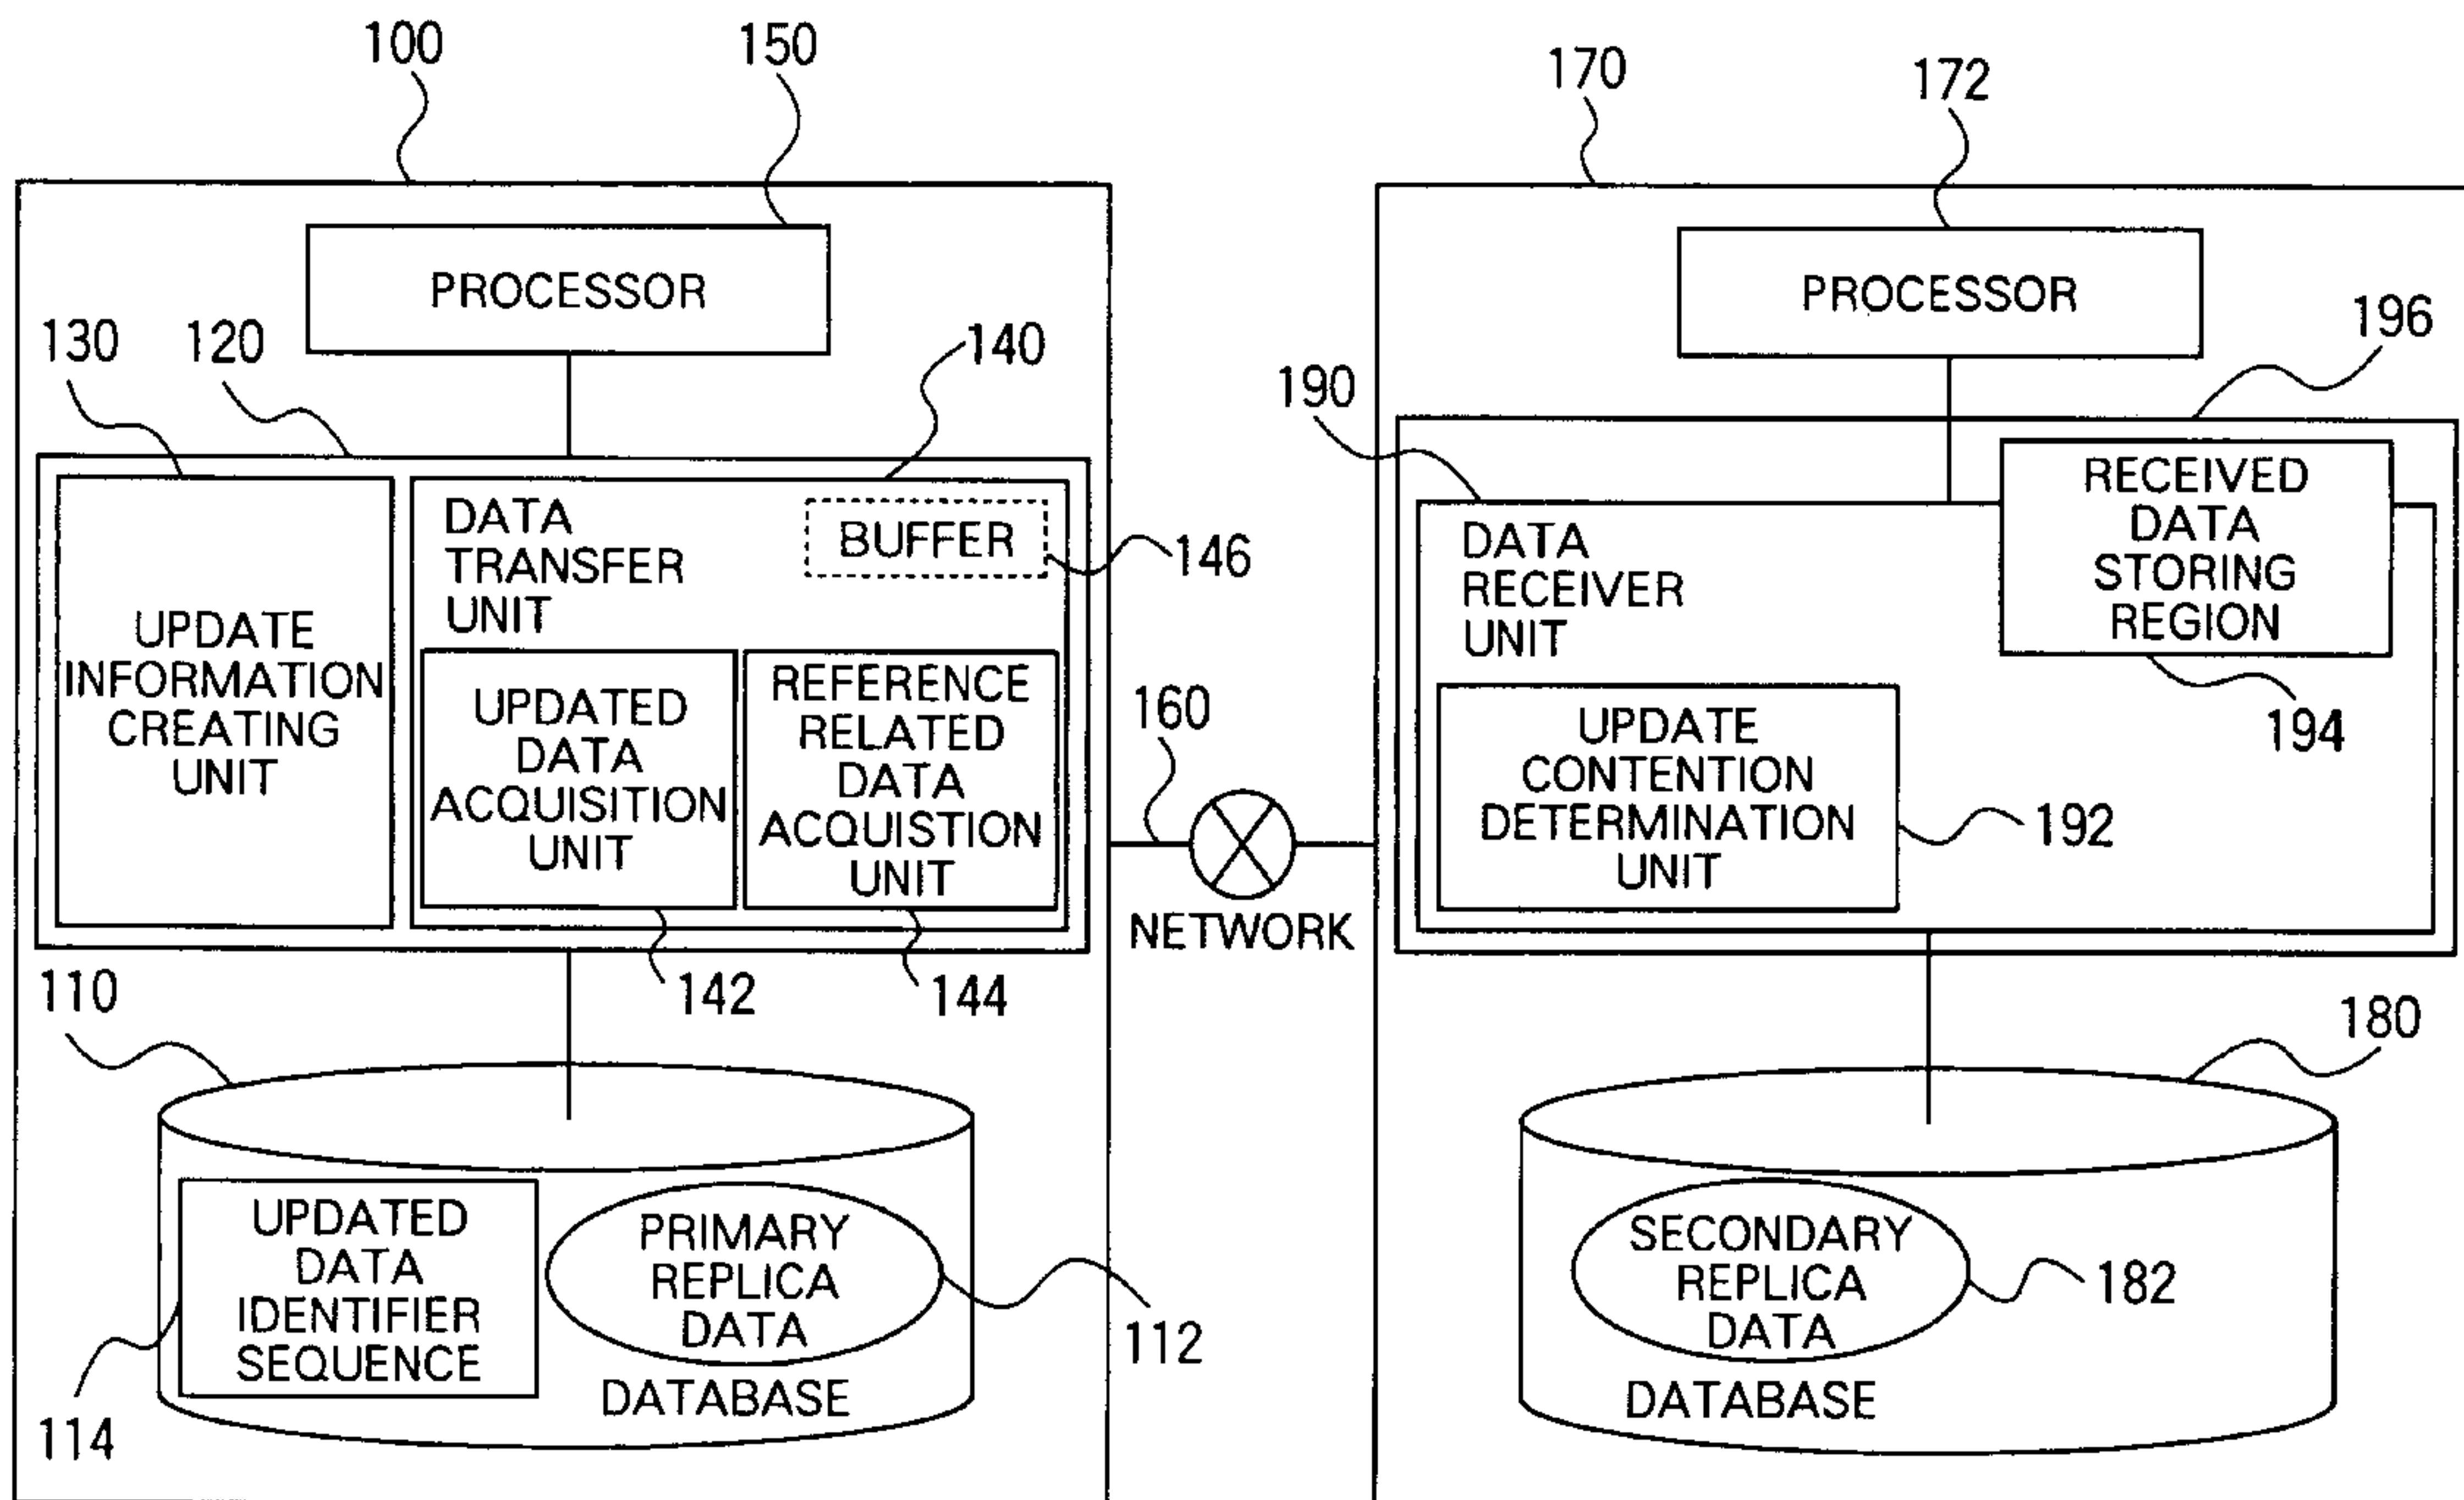 100
150
170
172
PROCESSOR
PROCESSOR
130
120
140
190
196
DATA
TRANSFER
UNIT
BUFFER
146
UPDATE
INFORMATION
CREATING
UNIT
UPDATED
DATA
ACQUISITION
UNIT
REFERENCE
RELATED
DATA
ACQUISTION
UNIT
142
144
160
NETWORK
DATA
RECEIVER
UNIT
RECEIVED
DATA
STORING
REGION
194
UPDATE
CONTENTION
DETERMINATION
UNIT
192
110
UPDATED
DATA
IDENTIFIER
SEQUENCE
114
PRIMARY
REPLICA
DATA
112
DATABASE
180
SECONDARY
REPLICA
DATA
182
DATABASE